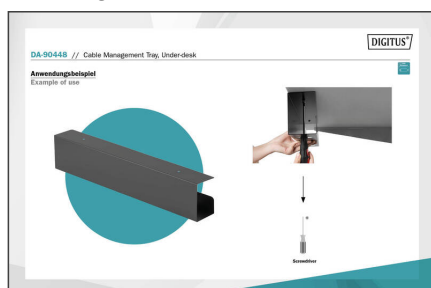 DIGITUS®
DA-90448 // Cable Management Tray, Under-desk
Anwendungsbeispiel
Example of use
Screwdriver